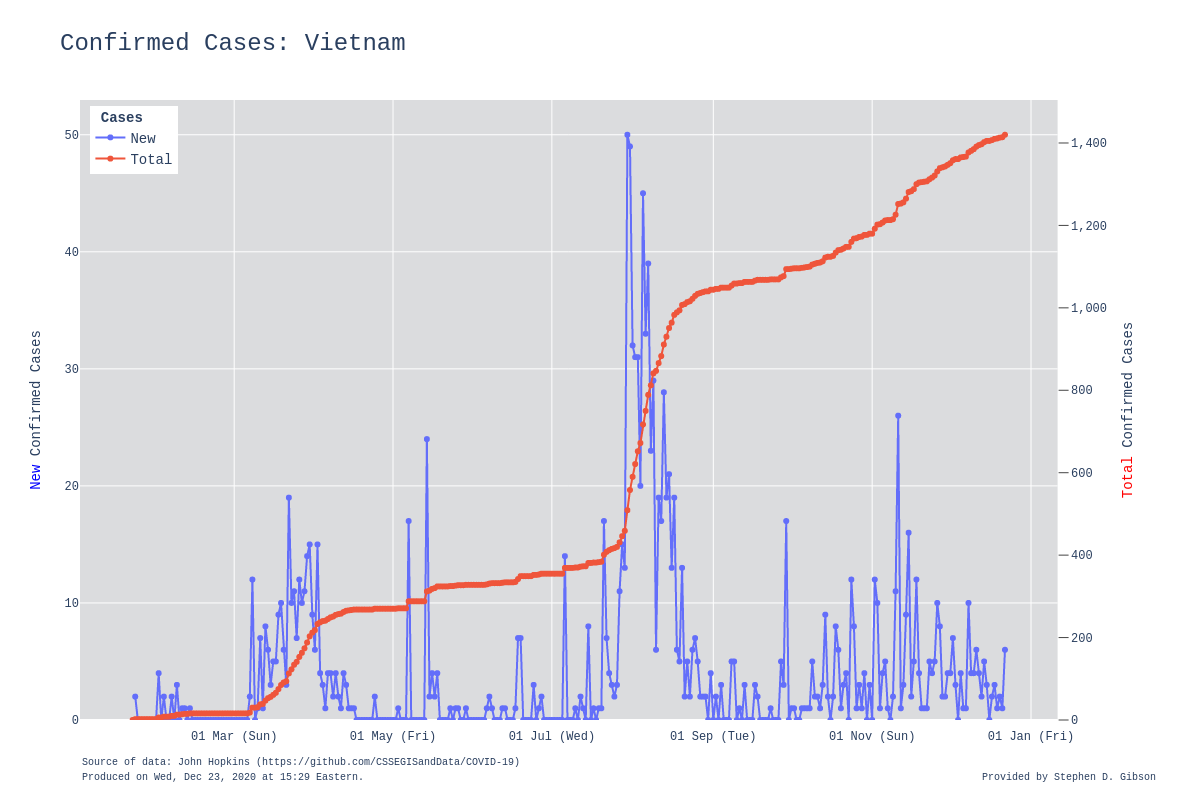 Confirmed Cases: Vietnam
Cases
New
Total
50
40
30
20
10
0
1,400
1,200
1,000
800
600
400
200
0
New Confirmed Cases
Total Confirmed Cases
01 Mar (Sun)
01 May (Fri)
01 Jul (Wed)
01 Sep (Tue)
01 Nov (Sun)
01 Jan (Fri)
Source of data: John Hopkins (https://github.com/CSSEGISandData/COVID-19)
Produced on Wed, Dec 23, 2020 at 15:29 Eastern.
Provided by Stephen D. Gibson